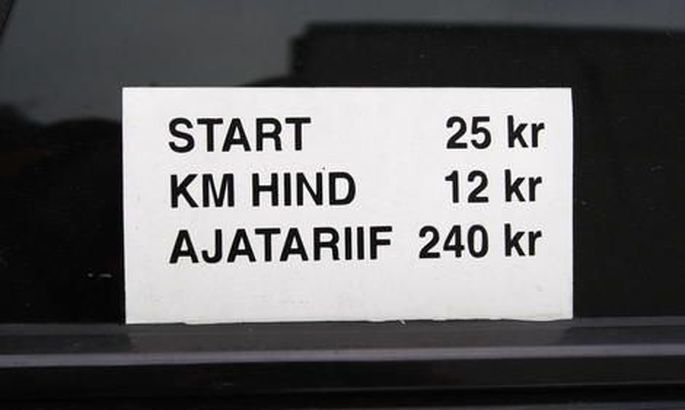 START 25 kr
KM HIND 12 kr
AJATARIIF 240 kr